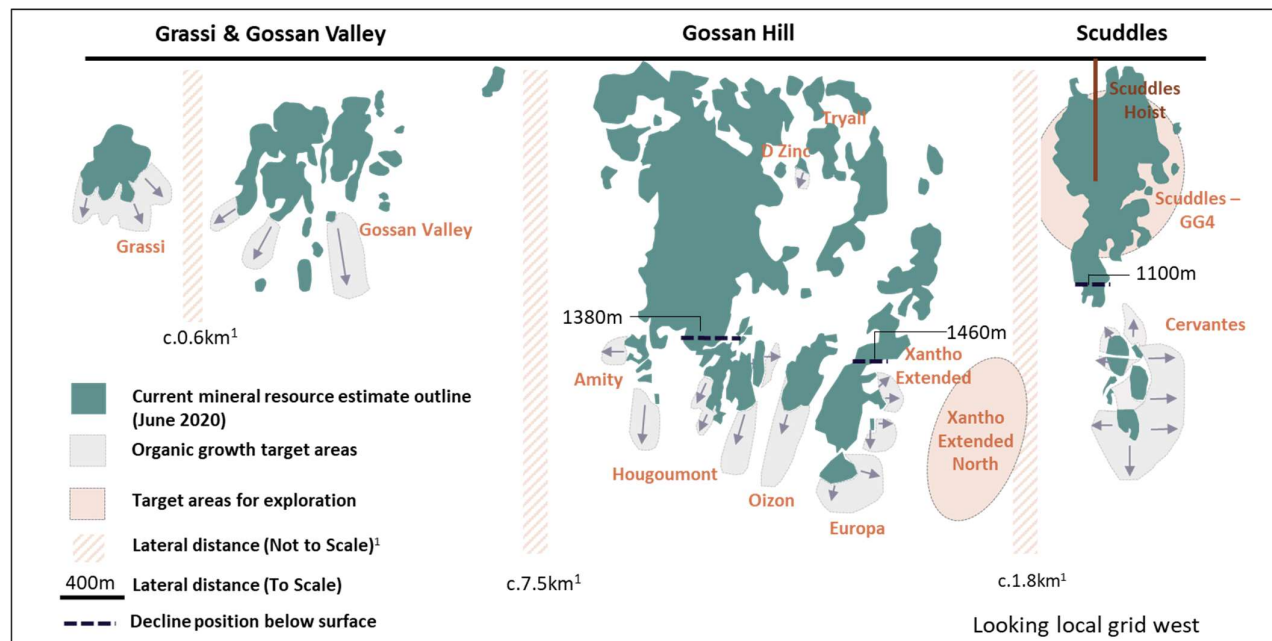 Grassi & Gossan Valley
Gossan Hill
Scuddles
Scuddles
Hoist
Tryall
D Zinc
Scuddles –
GG4
Gossan Valley
Grassi
1100m
1380m
1460m
c.0.6km¹
Cervantes
Xantho
Extended
Amity
Current mineral resource estimate outline
(June 2020)
Xantho
Extended
North
Organic growth target areas
Hougoumont
Oizon
Target areas for exploration
Europa
Lateral distance (Not to Scale)¹
400m Lateral distance (To Scale)
c.7.5km¹
c.1.8km¹
Decline position below surface
Looking local grid west